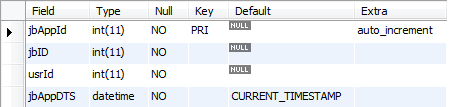 Field Type Null Key Default Extra
jbAppId int(11) NO PRI NULL auto_increment
jbID int(11) NO NULL
usrId int(11) NO NULL
jbAppDTS datetime NO CURRENT_TIMESTAMP